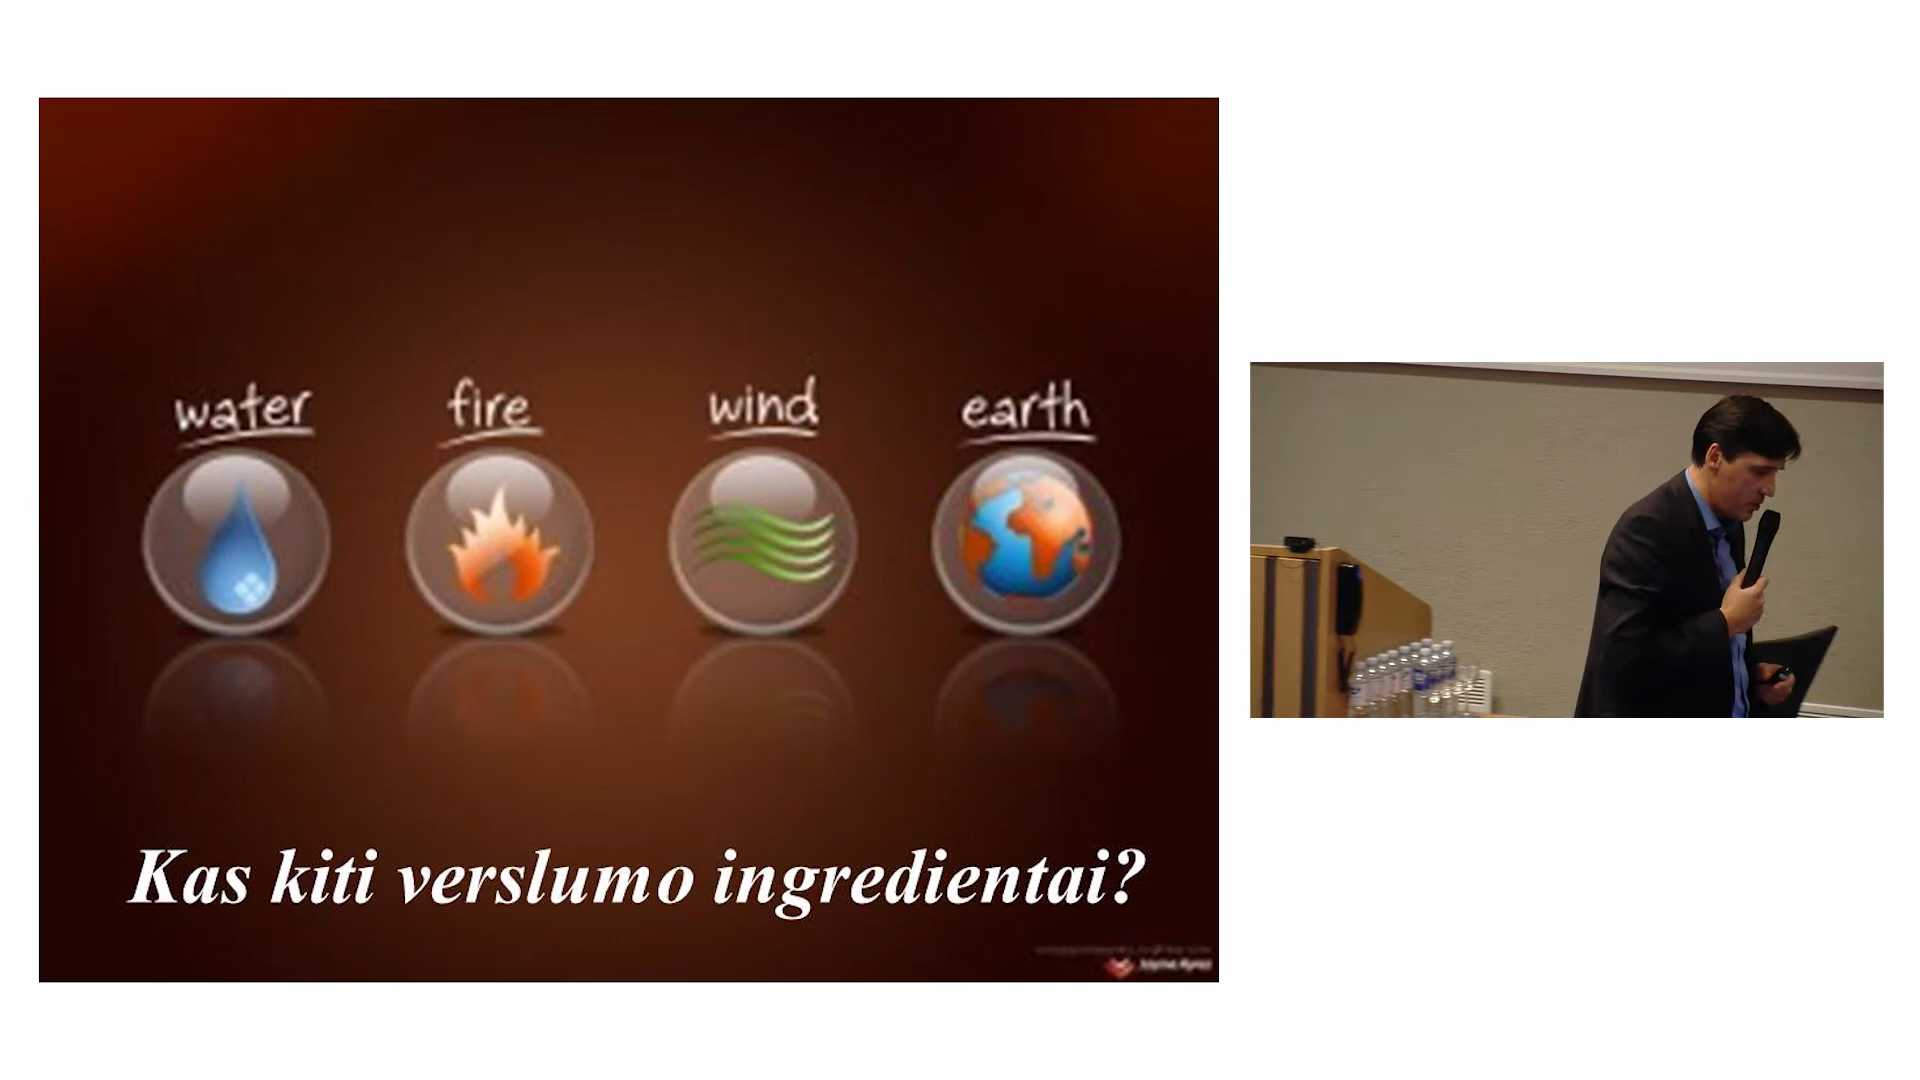 water
fire
wind
earth
Kas kiti verslumo ingredientai?